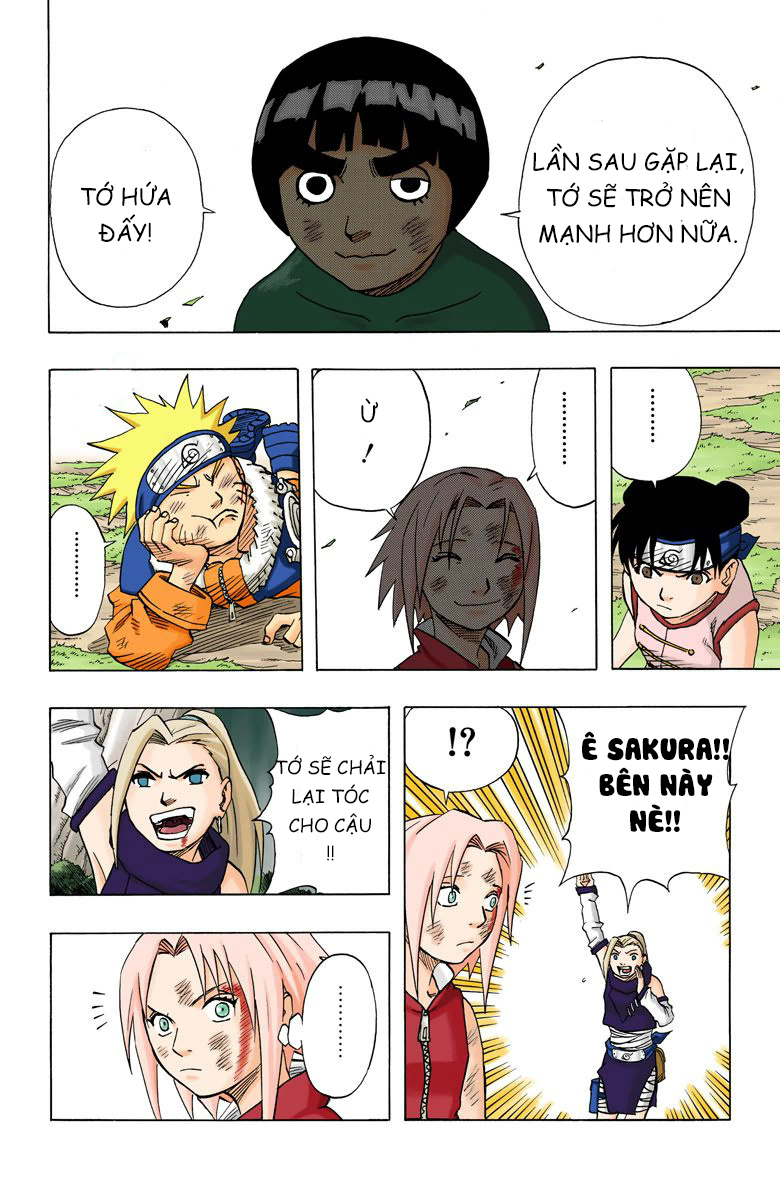 LẦN SAU GẶP LẠI,
TỚ SẼ TRỞ NÊN
MẠNH HƠN NỮA.
TỚ HỨA
ĐẤY!
.........
Ừ
!
.........
.........
Ê SAKURA!!
BÊN NÀY
NÈ!!
!?
TỚ SẼ CHẢI
LẠI TÓC
CHO CẬU
!!
.........